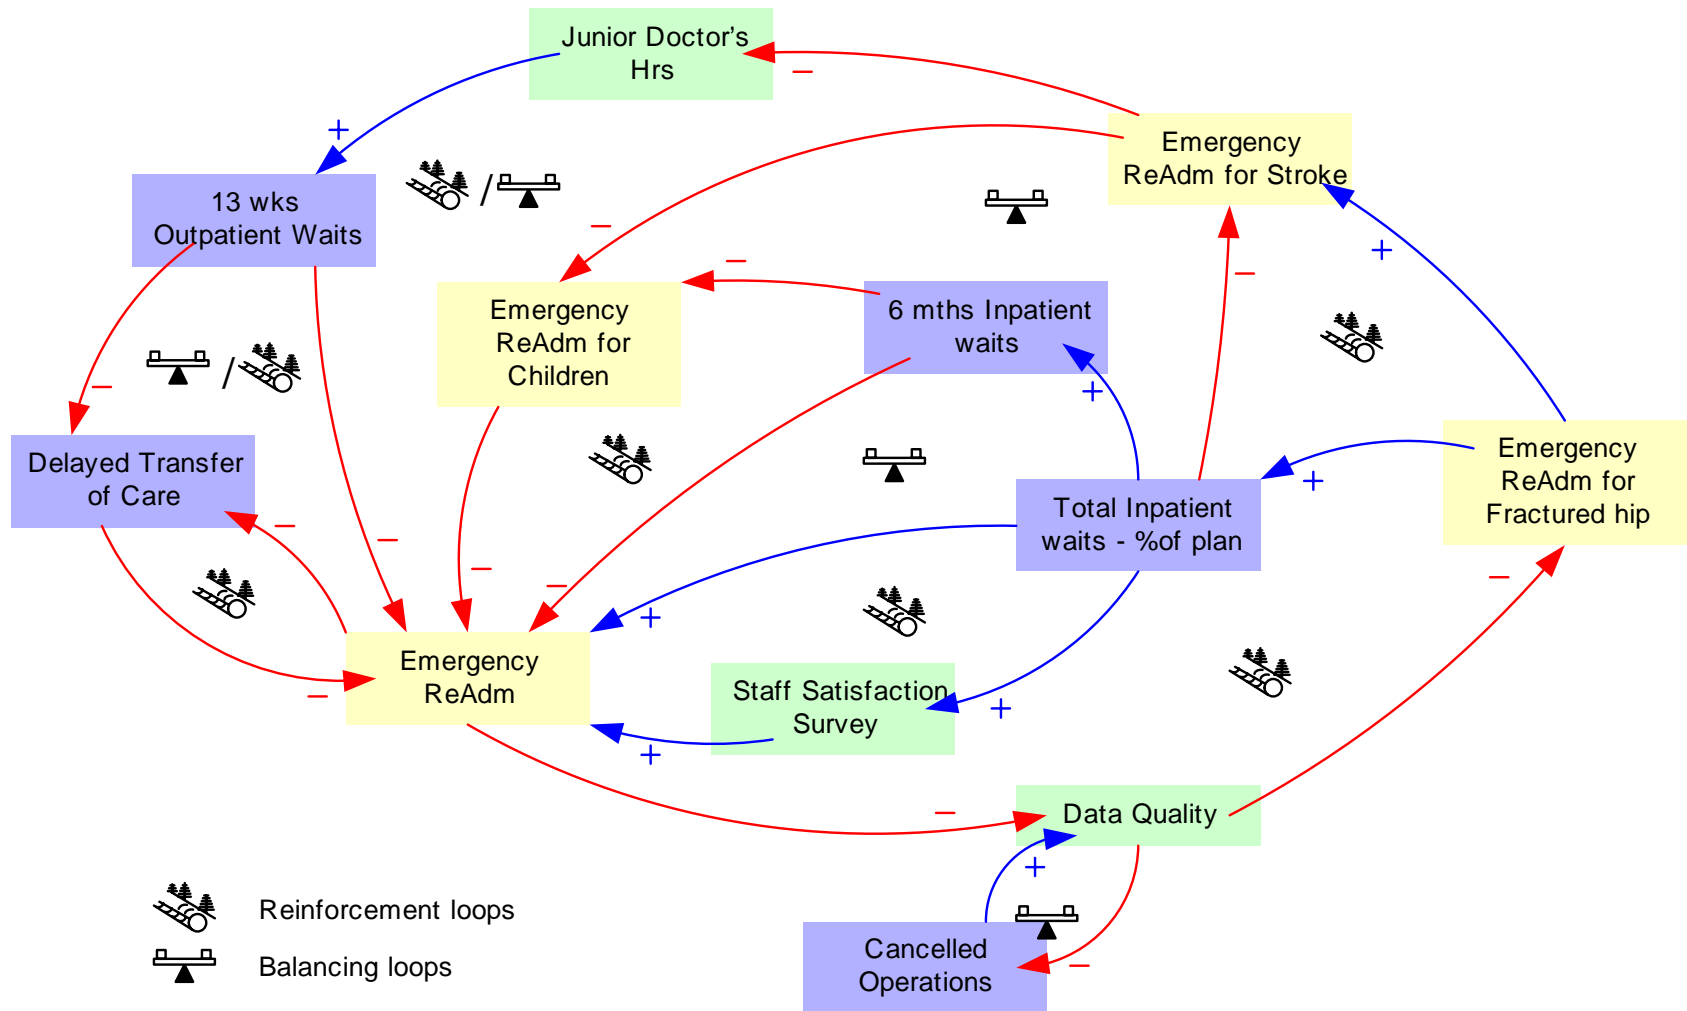 Junior Doctor's
Hrs
−
+
Emergency
ReAdm for Stroke
13 wks
Outpatient Waits
/
−
−
+
−
Emergency
ReAdm for
Children
6 mths Inpatient
waits
−
/
+
Delayed Transfer
of Care
Emergency
ReAdm for
Fractured hip
+
Total Inpatient
waits - %of plan
−
−
−
−
−
+
Emergency
ReAdm
−
Staff Satisfaction
Survey
+
+
−
Data Quality
+
Cancelled
Operations
−
Reinforcement loops
Balancing loops